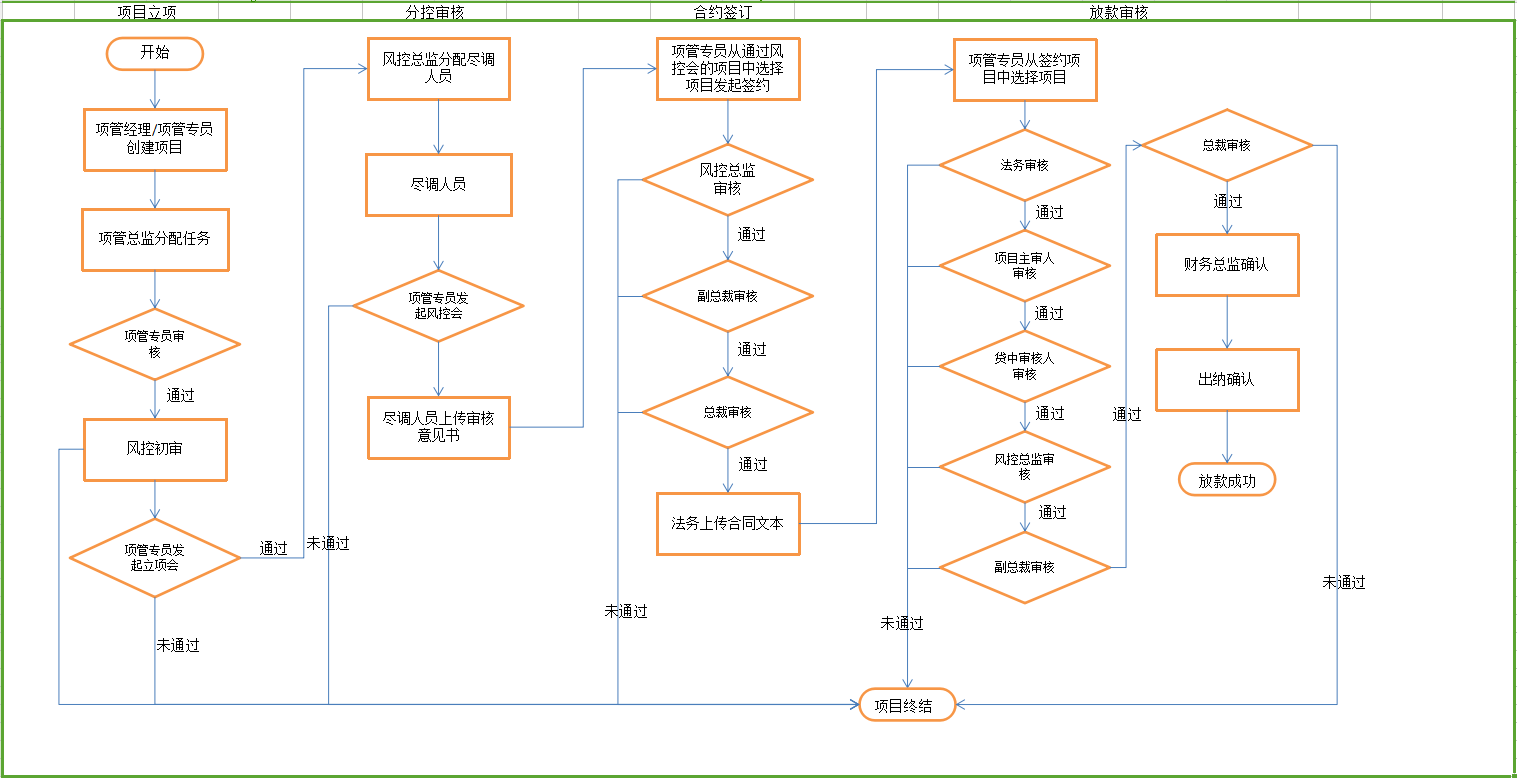 项目立项
分控审核
合约签订
放款审核
开始
项管经理/项管专员
创建项目
项管总监分配任务
项管专员审
核
通过
风控初审
项管专员发
起立项会
通过
未通过
风控总监分配尽调
人员
尽调人员
项管专员发
起风控会
尽调人员上传审核
意见书
未通过
项管专员从通过风
控会的项目中选择
项目发起签约
风控总监
审核
通过
副总裁审核
通过
总裁审核
通过
法务上传合同文本
未通过
项管专员从签约项
目中选择项目
法务审核
通过
项目主审人
审核
通过
贷中审核人
审核
通过
风控总监审
核
通过
副总裁审核
未通过
通过
总裁审核
通过
财务总监确认
出纳确认
放款成功
未通过
项目终结